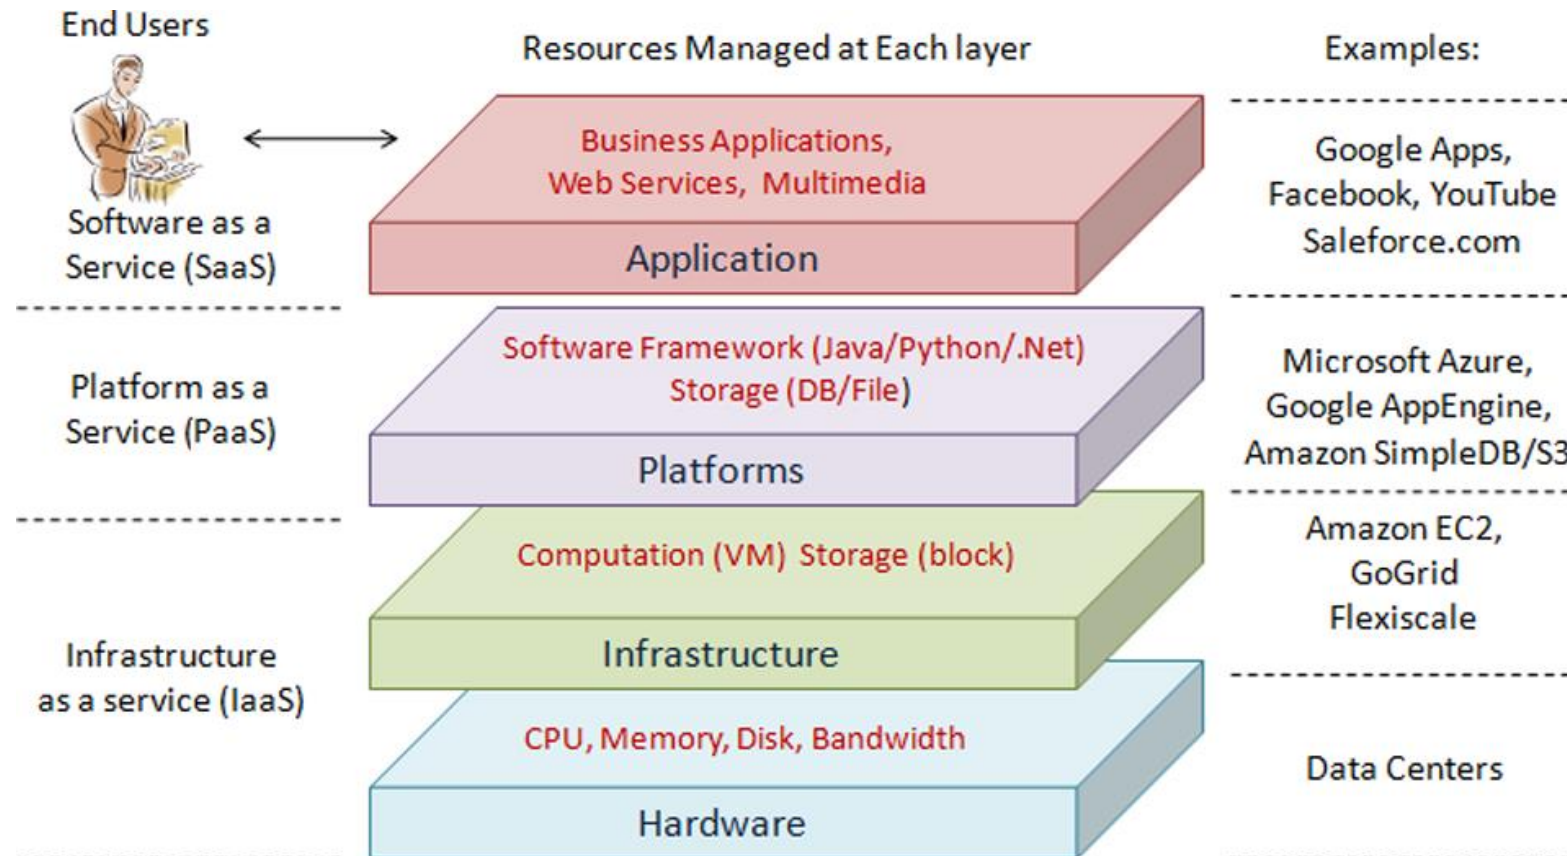 End Users
Resources Managed at Each layer
Examples:
Business Applications,
Web Services, Multimedia
Application
Google Apps,
Facebook, YouTube
Saleforce.com
Software as a
Service (SaaS)
Software Framework (Java/Python/.Net)
Storage (DB/File)
Platforms
Platform as a
Service (PaaS)
Microsoft Azure,
Google AppEngine,
Amazon SimpleDB/S3
Computation (VM) Storage (block)
Infrastructure
Amazon EC2,
GoGrid
Flexiscale
Infrastructure
as a service (IaaS)
CPU, Memory, Disk, Bandwidth
Hardware
Data Centers